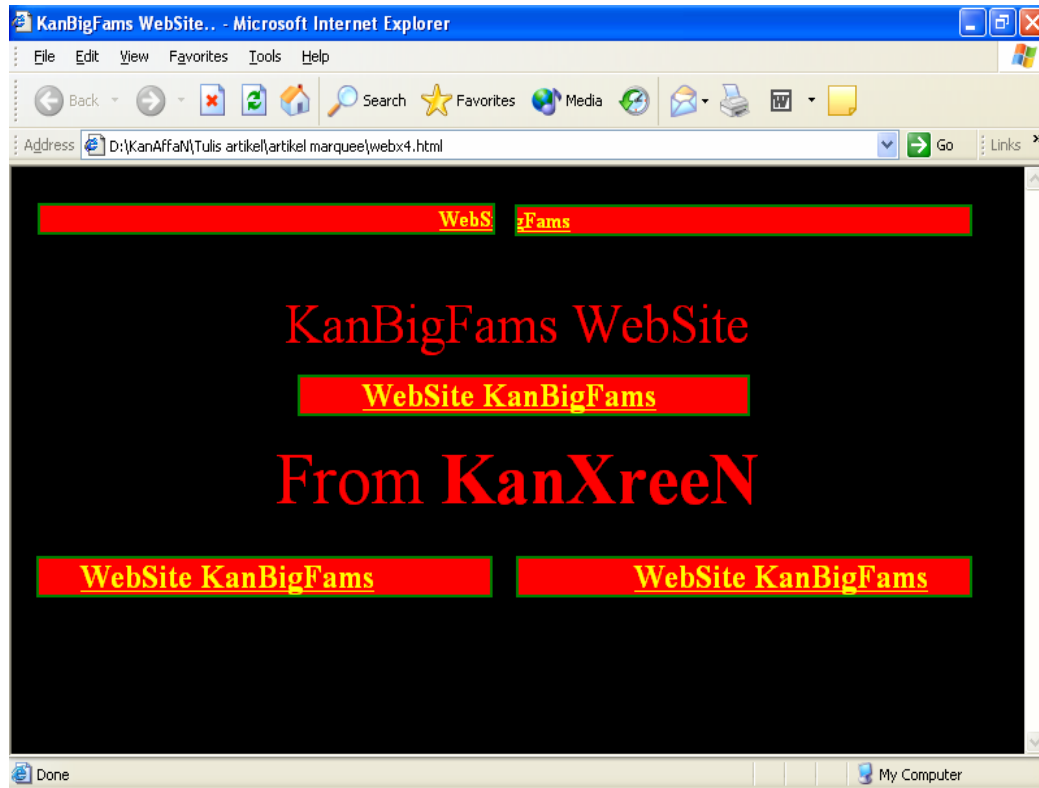 KanBigFams WebSite.. - Microsoft Internet Explorer
File Edit View Favorites Tools Help
Back Search Favorites Media
Address D:\KanAffaN\Tulis artikel\artikel marquee\webx4.html Go Links
WebS gFams
KanBigFams WebSite
WebSite KanBigFams
From KanXreeN
WebSite KanBigFams WebSite KanBigFams
Done My Computer